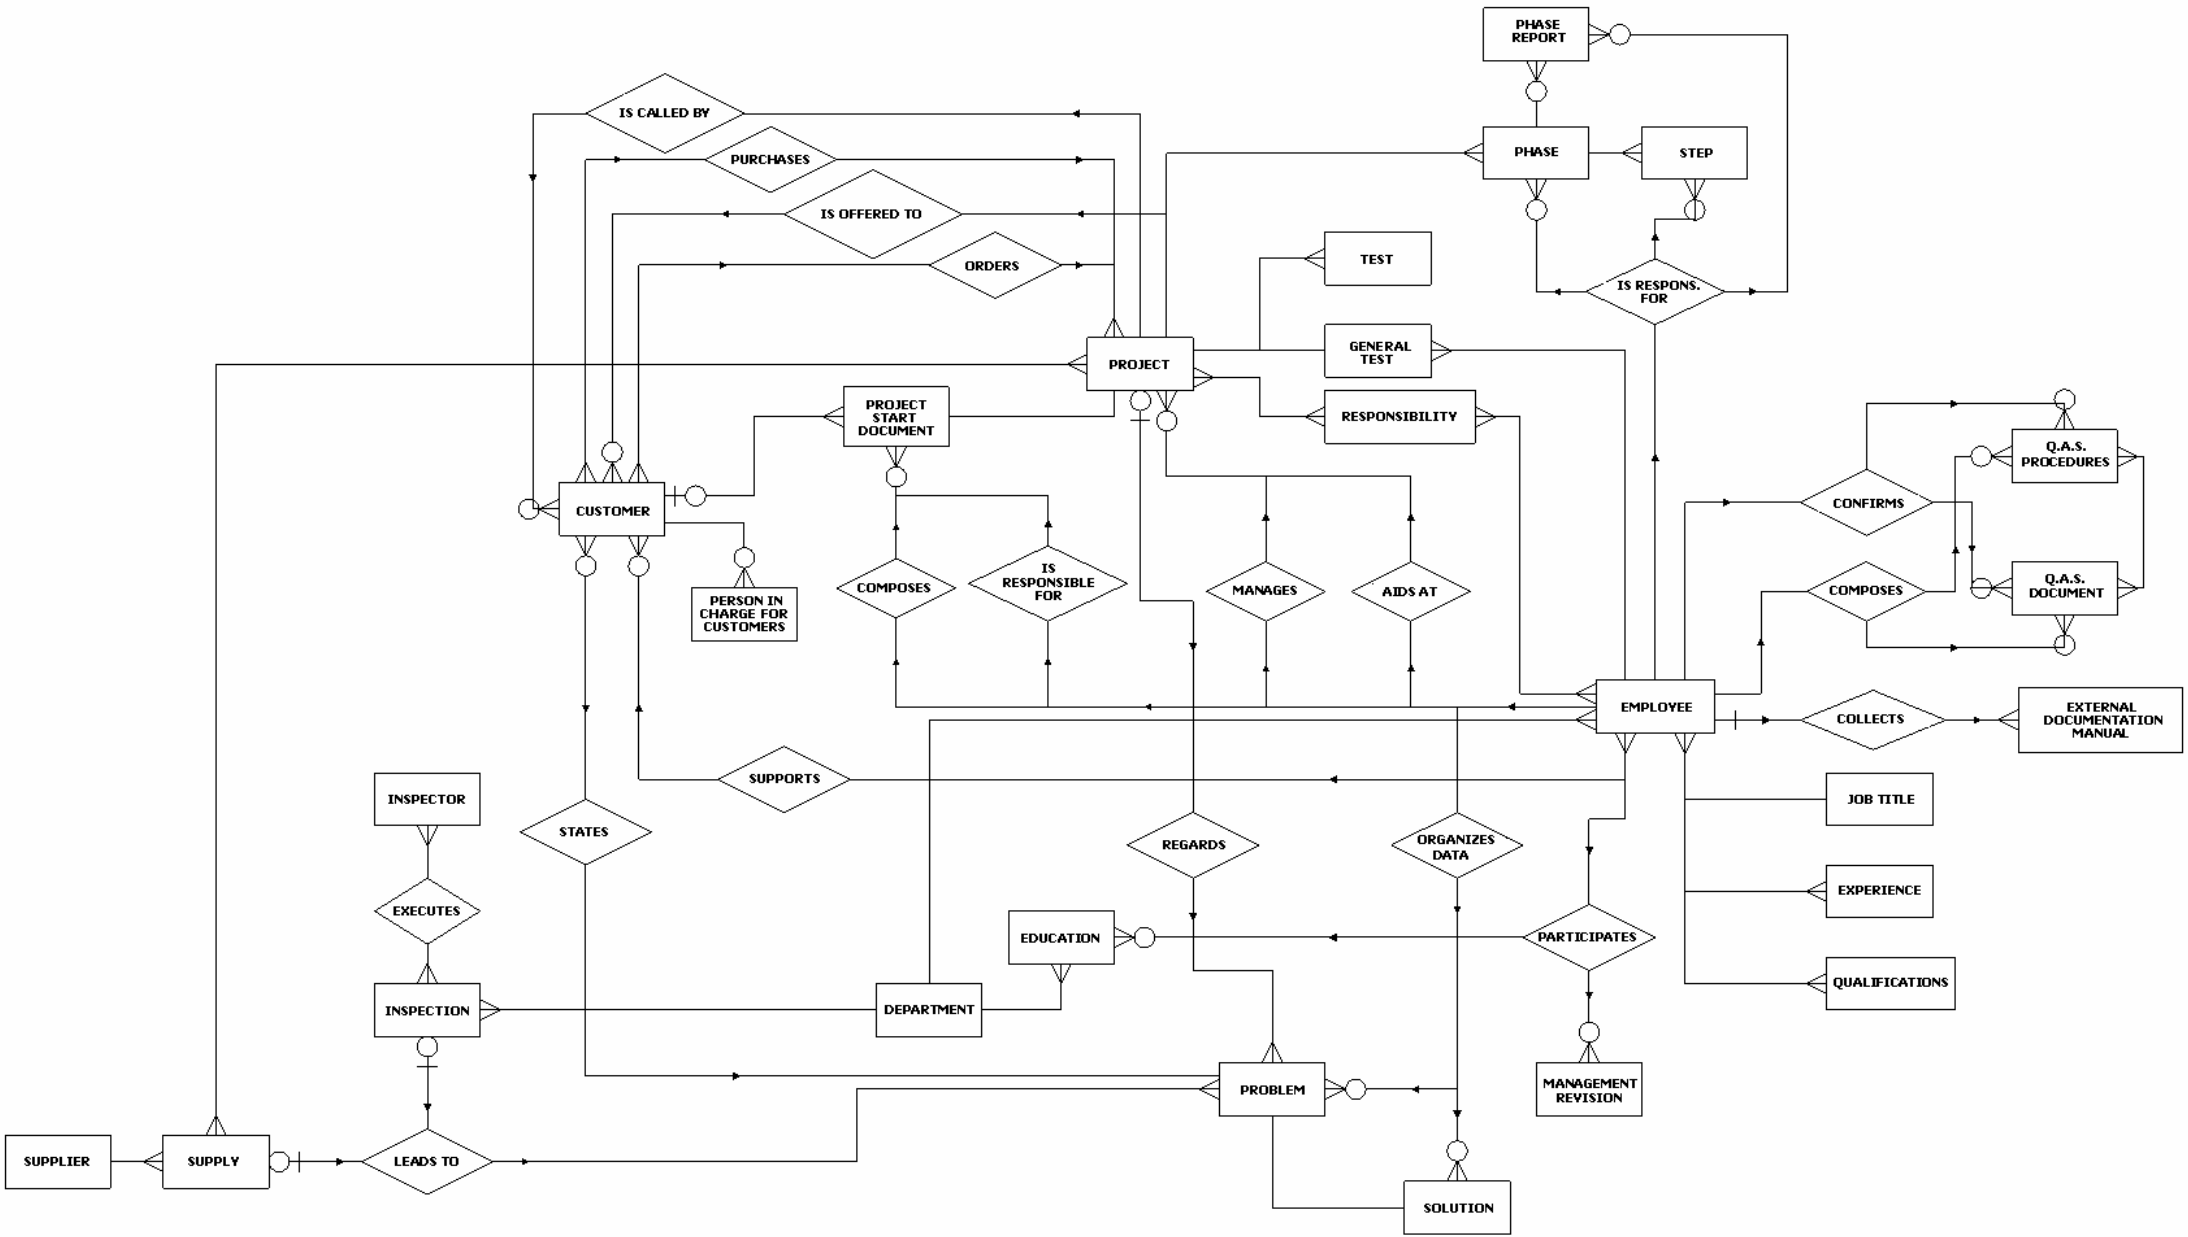 PHASE
REPORT
IS CALLED BY
PURCHASES
PHASE
STEP
IS OFFERED TO
ORDERS
TEST
IS RESPONS.
FOR
GENERAL
TEST
PROJECT
PROJECT
START
DOCUMENT
RESPONSIBILITY
Q.A.S.
PROCEDURES
CUSTOMER
CONFIRMS
COMPOSES
IS
RESPONSIBLE
FOR
MANAGES
AIDS AT
COMPOSES
Q.A.S.
DOCUMENT
PERSON IN
CHARGE FOR
CUSTOMERS
EMPLOYEE
COLLECTS
EXTERNAL
DOCUMENTATION
MANUAL
SUPPORTS
INSPECTOR
JOB TITLE
STATES
REGARDS
ORGANIZES
DATA
EXECUTES
EXPERIENCE
EDUCATION
PARTICIPATES
QUALIFICATIONS
INSPECTION
DEPARTMENT
PROBLEM
MANAGEMENT
REVISION
SUPPLIER
SUPPLY
LEADS TO
SOLUTION